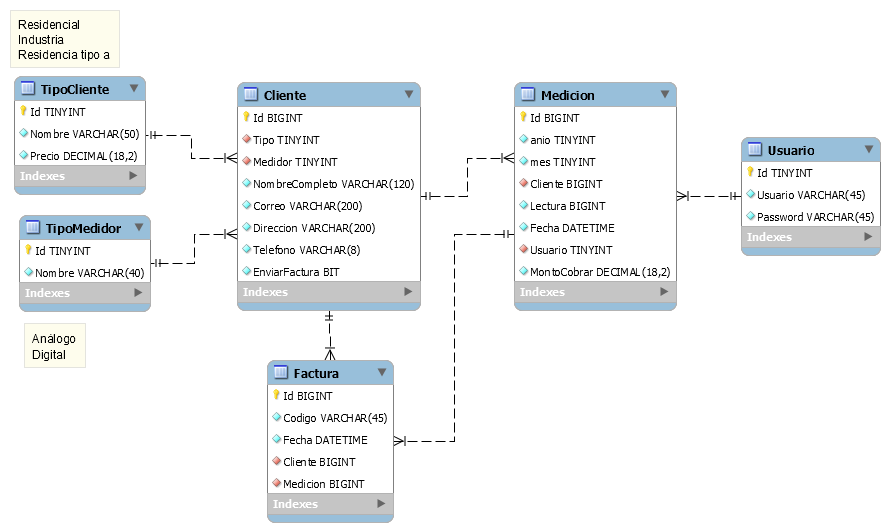 Residencial
Industria
Residencia tipo a
TipoCliente
Id TINYINT
Nombre VARCHAR(50)
Precio DECIMAL(18,2)
Indexes
TipoMedidor
Id TINYINT
Nombre VARCHAR(40)
Indexes
Análogo
Digital
Cliente
Id BIGINT
Tipo TINYINT
Medidor TINYINT
NombreCompleto VARCHAR(120)
Correo VARCHAR(200)
Direccion VARCHAR(200)
Telefono VARCHAR(8)
EnviarFactura BIT
Indexes
Factura
Id BIGINT
Codigo VARCHAR(45)
Fecha DATETIME
Cliente BIGINT
Medicion BIGINT
Indexes
Medicion
Id BIGINT
anio TINYINT
mes TINYINT
Cliente BIGINT
Lectura BIGINT
Fecha DATETIME
Usuario TINYINT
MontoCobrar DECIMAL(18,2)
Indexes
Usuario
Id TINYINT
Usuario VARCHAR(45)
Password VARCHAR(45)
Indexes